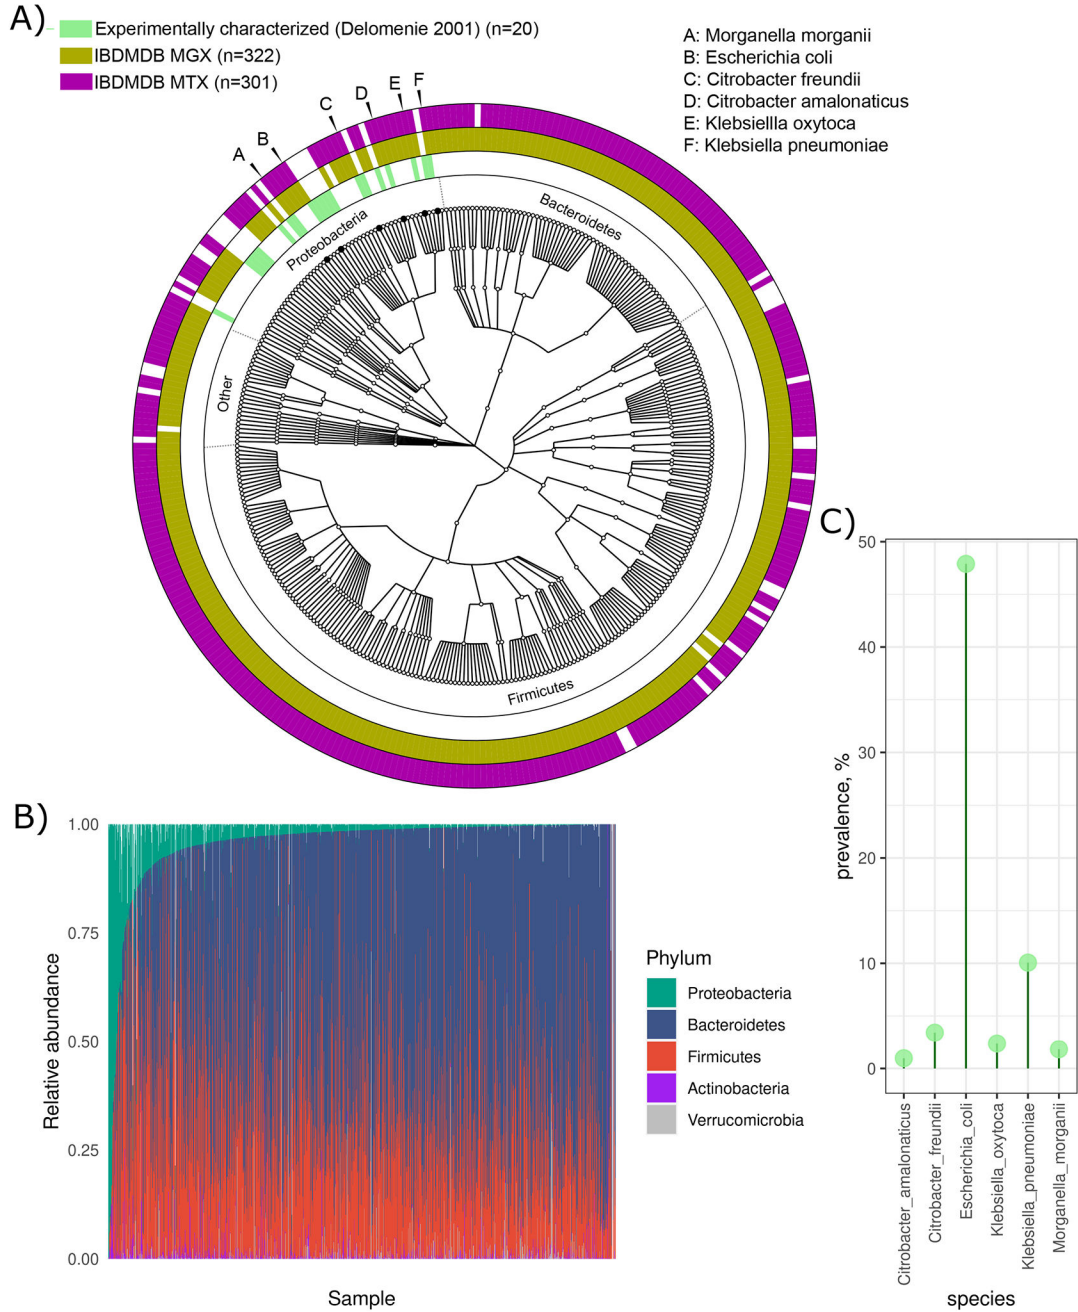 A)
Experimentally characterized (Delomenie 2001) (n=20)
IBDMDB MGX (n=322)
IBDMDB MTX (n=301)
A: Morganella morganii
B: Escherichia coli
C: Citrobacter freundii
D: Citrobacter amalonaticus
E: Klebsiellla oxytoca
F: Klebsiella pneumoniae
A
B
C
D
E
F
Proteobacteria
Bacteroidetes
Other
Firmicutes
B)
1.00
0.75
0.50
0.25
0.00
Relative abundance
Sample
Phylum
Proteobacteria
Bacteroidetes
Firmicutes
Actinobacteria
Verrucomicrobia
C)
50
40
30
20
10
0
prevalence, %
Citrobacter_amalonaticus
Citrobacter_freundii
Escherichia_coli
Klebsiella_oxytoca
Klebsiella_pneumoniae
Morganella_morganii
species